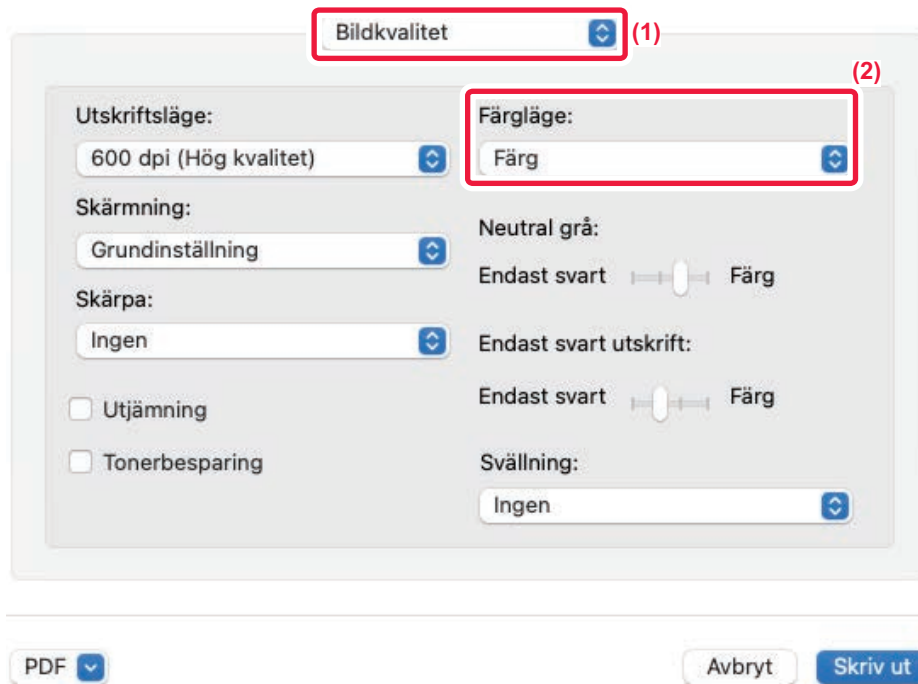 Bildkvalitet (1)
(2)
Utskriftsläge:
600 dpi (Hög kvalitet)
Skärmning:
Grundinställning
Skärpa:
Ingen
Utjämning
Tonerbesparing
Färgläge:
Färg
Neutral grå:
Endast svart Färg
Endast svart utskrift:
Endast svart Färg
Svällning:
Ingen
PDF Avbryt Skriv ut